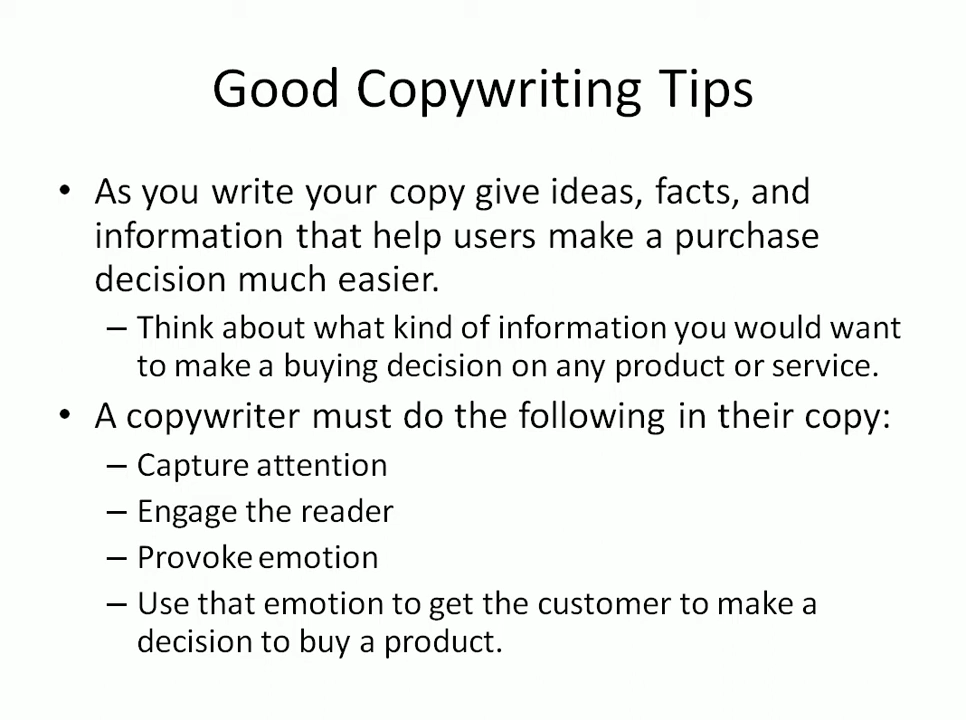 Good Copywriting Tips
• As you write your copy give ideas, facts, and
information that help users make a purchase
decision much easier.
– Think about what kind of information you would want
to make a buying decision on any product or service.
• A copywriter must do the following in their copy:
– Capture attention
– Engage the reader
– Provoke emotion
– Use that emotion to get the customer to make a
decision to buy a product.